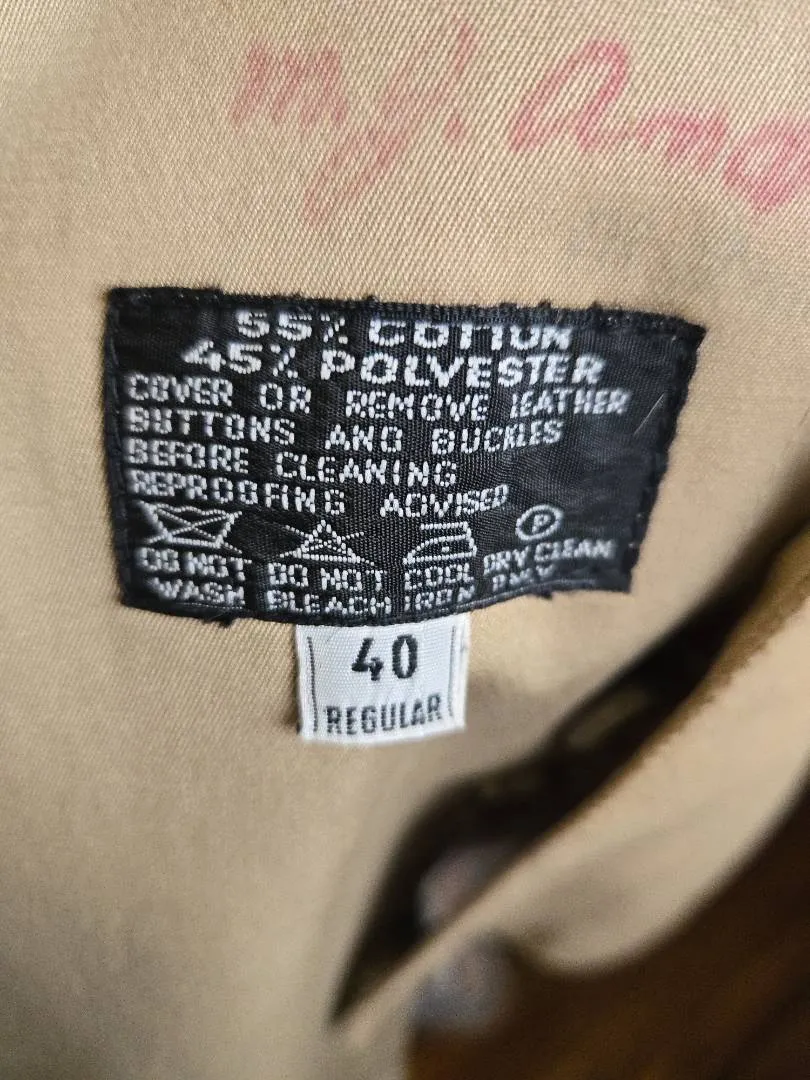 55% COTTON
45% POLYESTER
COVER OR REMOVE LEATHER
BUTTONS AND BUCKLES
BEFORE CLEANING
REPROOFING ADVISED
P
DO NOT DO NOT COOL DRY CLEAN
WASH BLEACH IRON ONLY
40
REGULAR